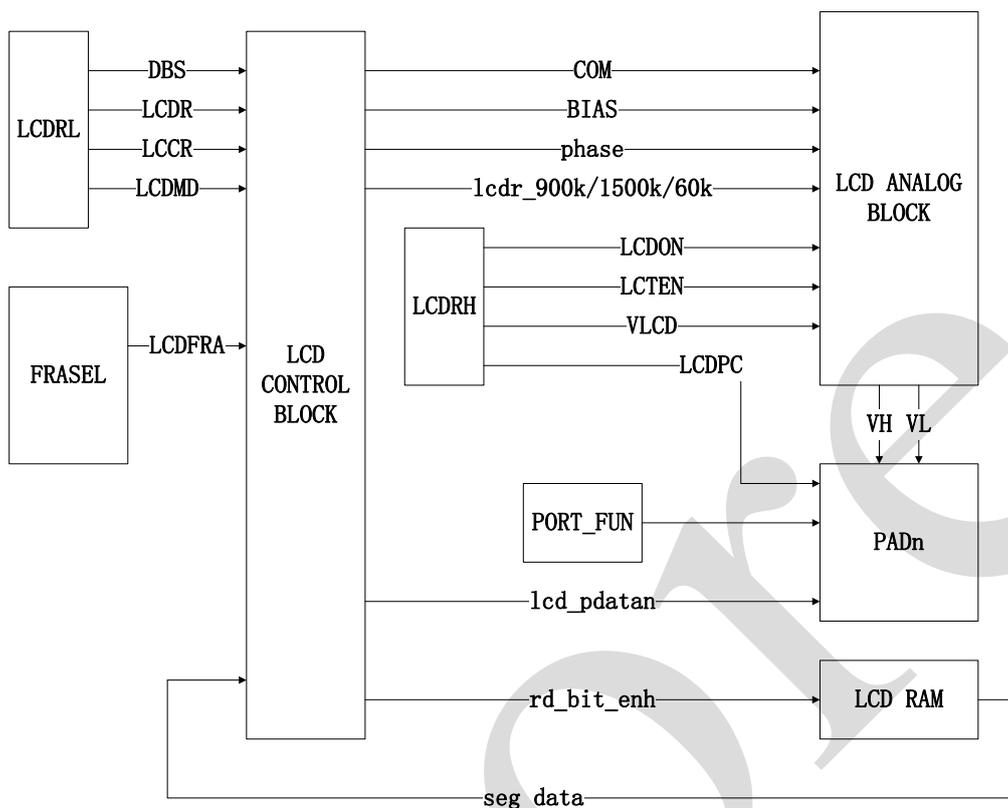 LCDRL
DBS
LCDR
LCCR
LCDMD
FRASEL
LCDFRA
LCD
CONTROL
BLOCK
COM
BIAS
phase
lcdr_900k/1500k/60k
LCDRH
LCDON
LCTEN
VLCD
LCDPC
LCD ANALOG
BLOCK
VH VL
PORT_FUN
PADn
lcd_pdatan
rd_bit_enh
LCD RAM
seg data